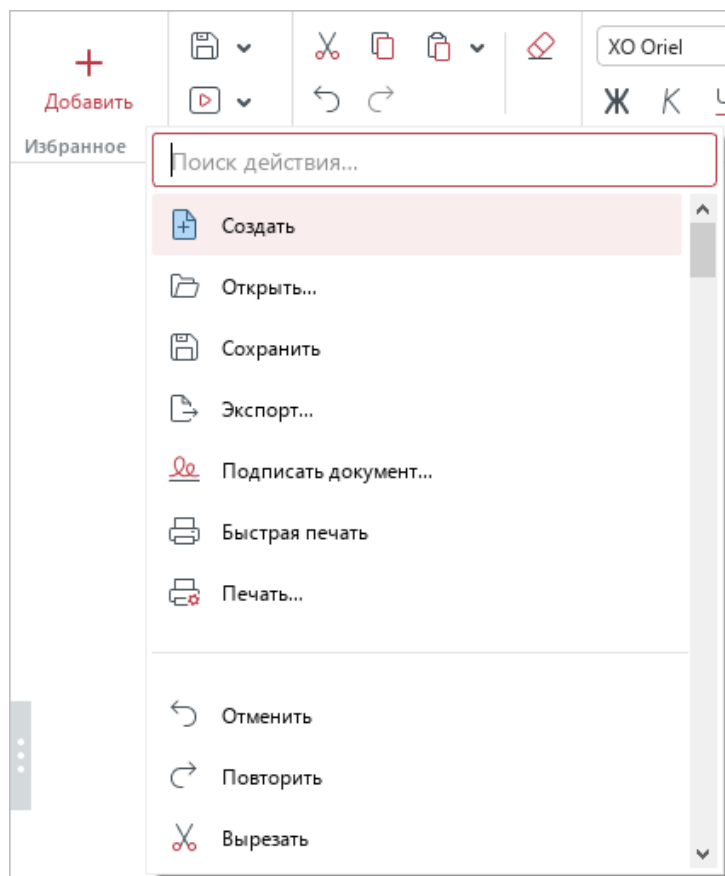 XO Oriel
Добавить
Ж К Ч
Избранное
Поиск действия...
Создать
Открыть...
Сохранить
Экспорт...
Подписать документ...
Быстрая печать
Печать...
Отменить
Повторить
Вырезать